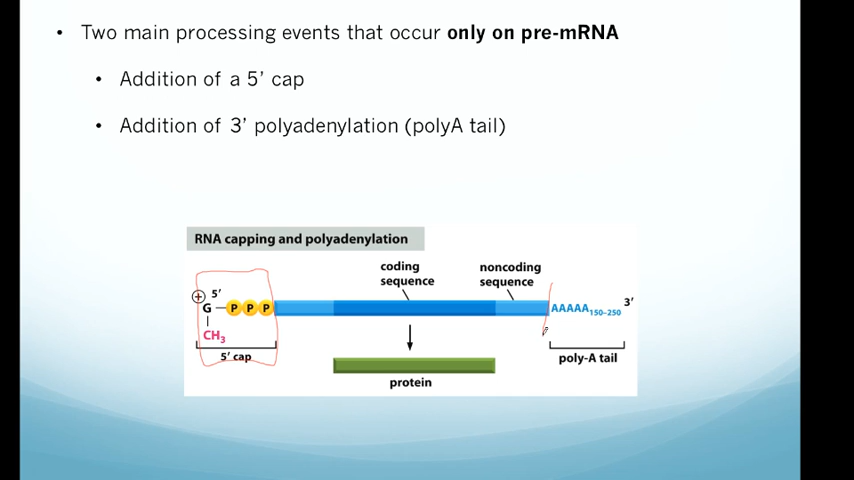 • Two main processing events that occur only on pre-mRNA
• Addition of a 5’ cap
• Addition of 3’ polyadenylation (polyA tail)
RNA capping and polyadenylation
coding
sequence
noncoding
sequence
5′
+
G P P P
AAAAA150–250
3′
CH3
5′ cap
poly-A tail
protein